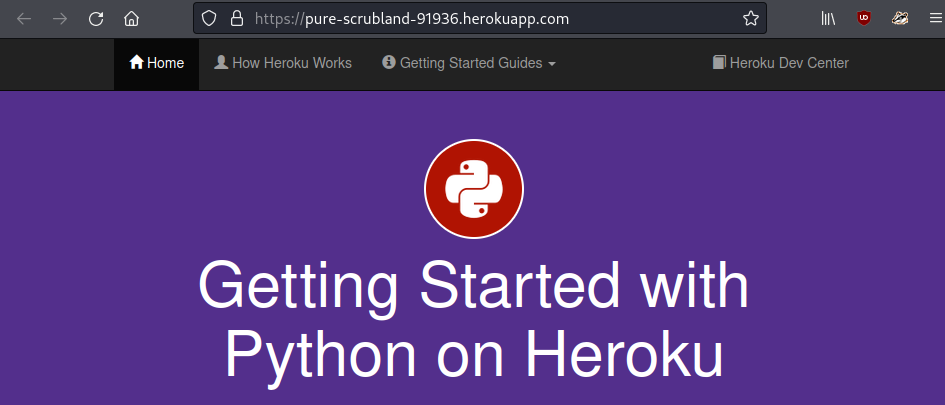 https://pure-scrubland-91936.herokuapp.com
Home How Heroku Works Getting Started Guides Heroku Dev Center
Getting Started with
Python on Heroku